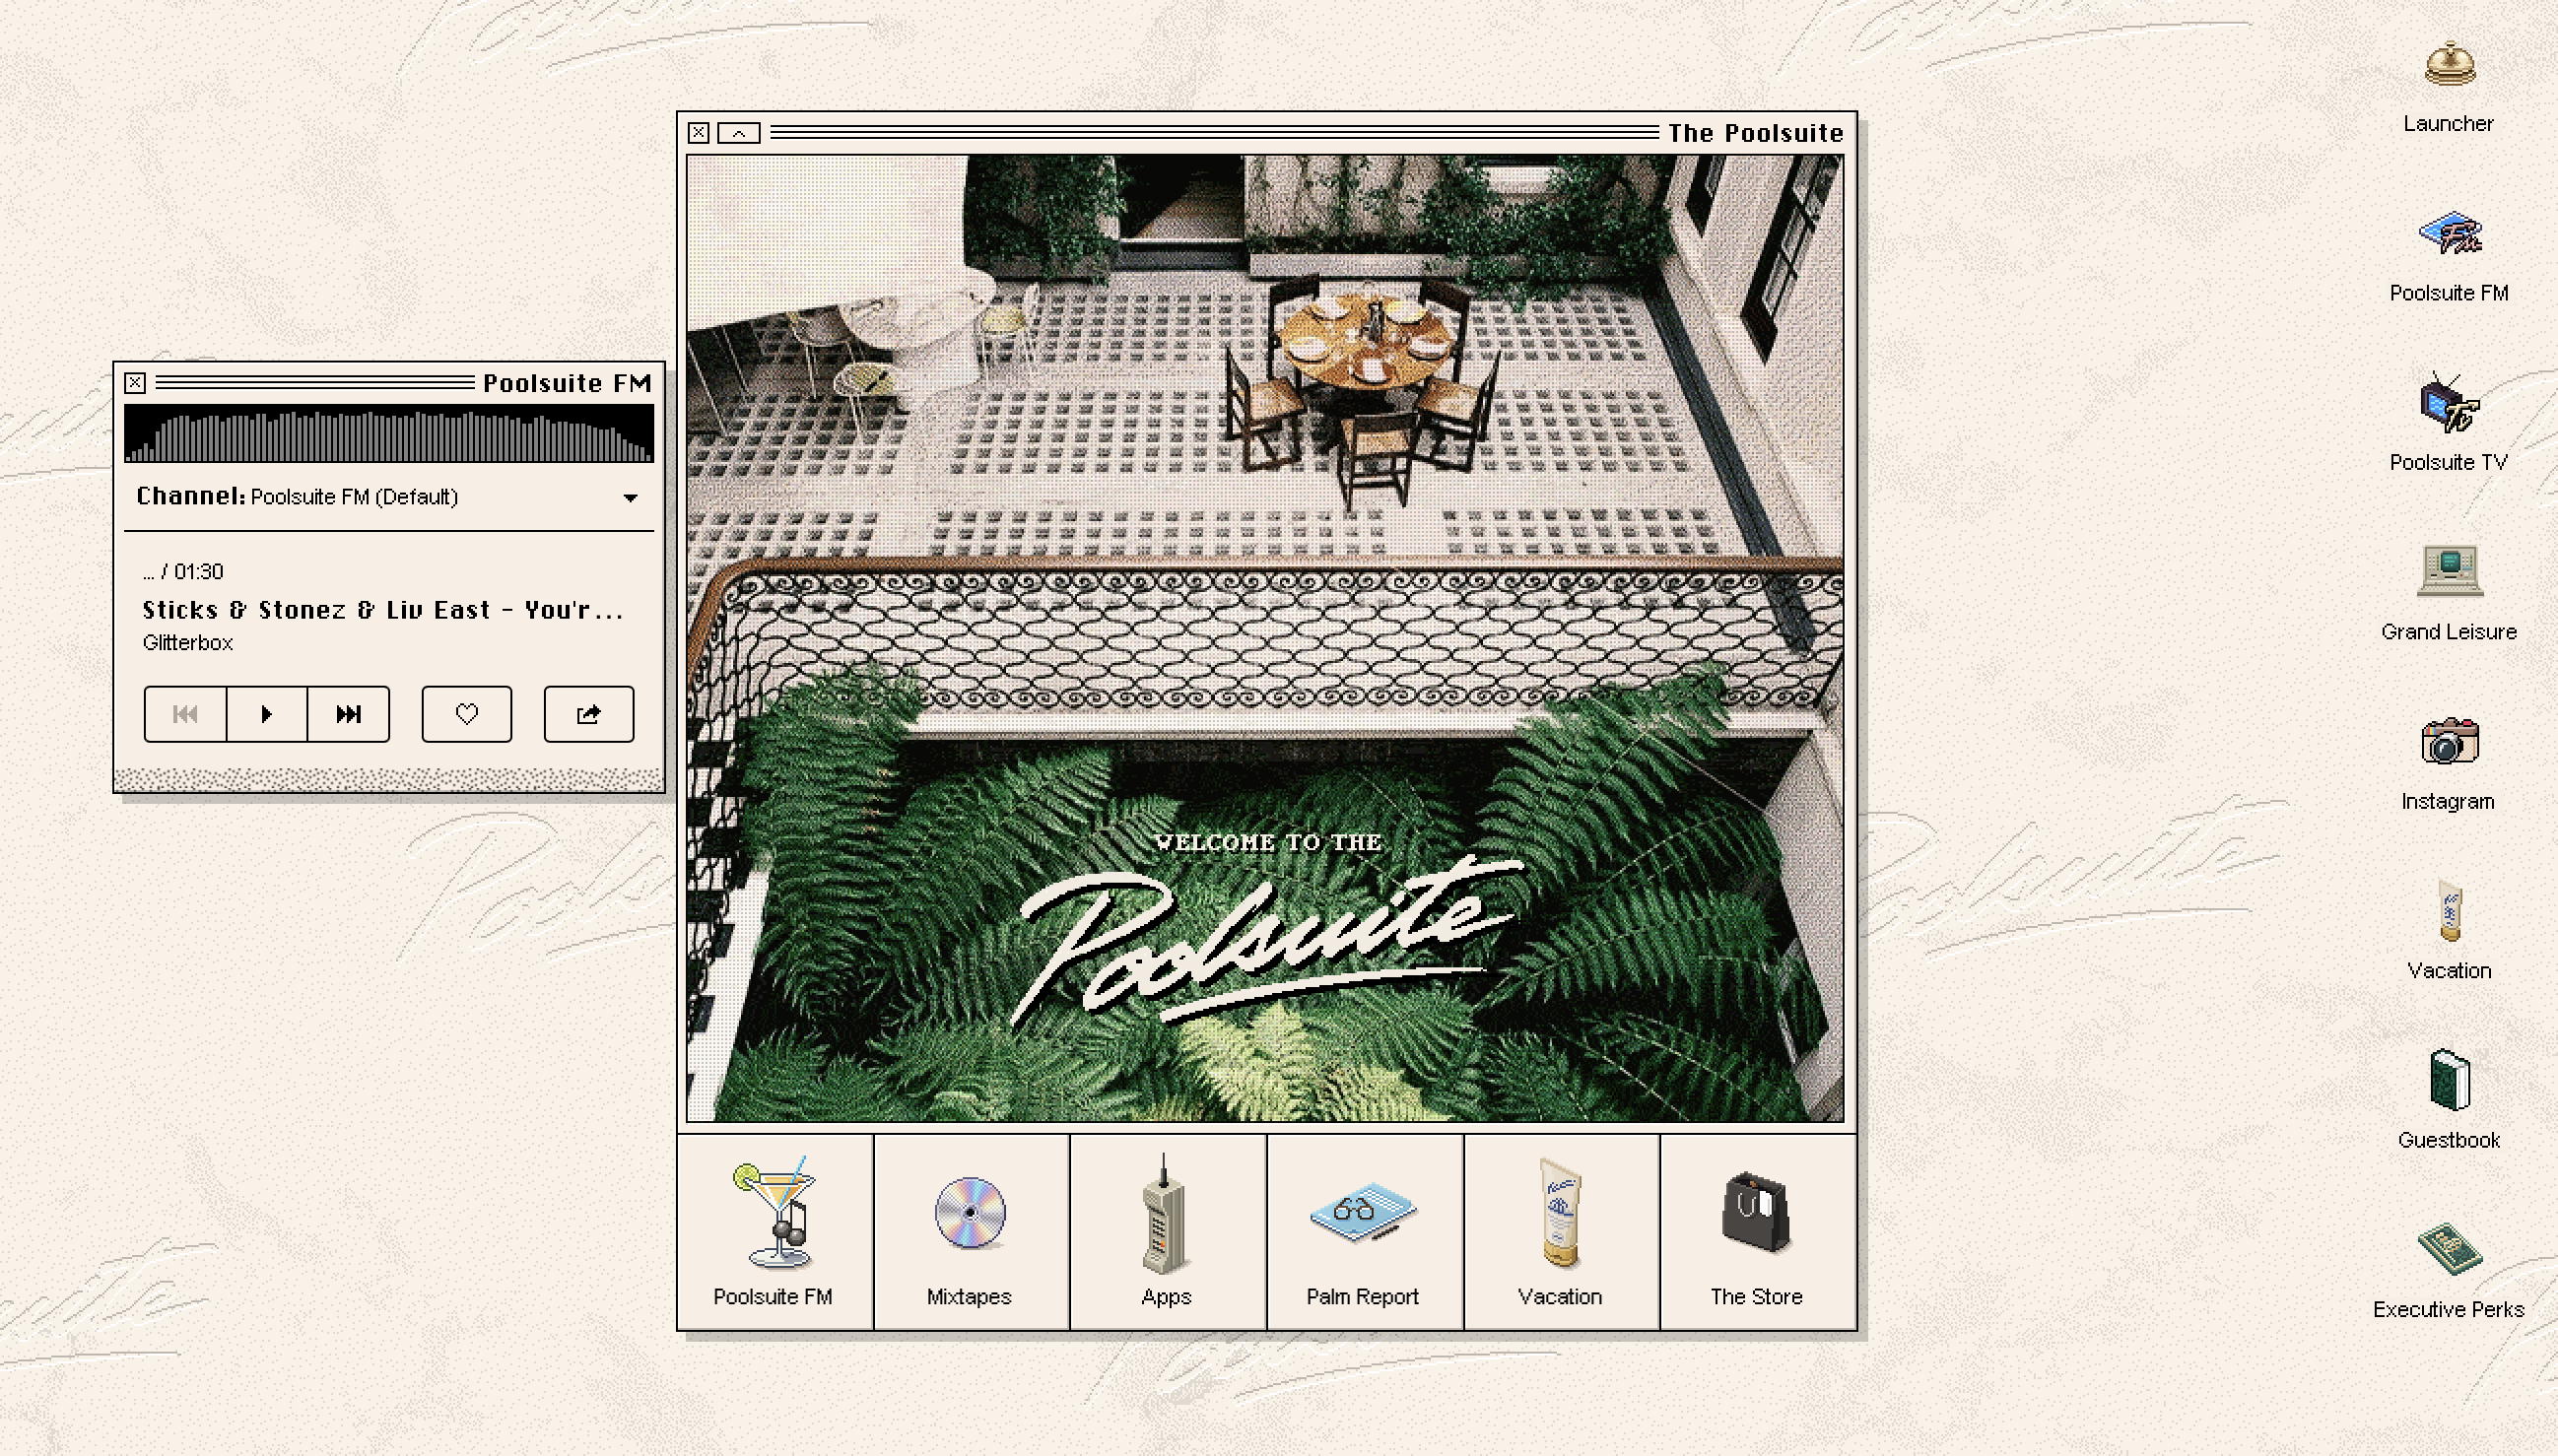 Poolsuite FM
Channel: Poolsuite FM (Default)
... / 01:30
Sticks & Stonez & Liv East - You'r...
Glitterbox
The Poolsuite
WELCOME TO THE
Poolsuite
Poolsuite FM
Mixtapes
Apps
Palm Report
Vacation
The Store
Launcher
Poolsuite FM
Poolsuite TV
Grand Leisure
Instagram
Vacation
Guestbook
Executive Perks
Poolsuite